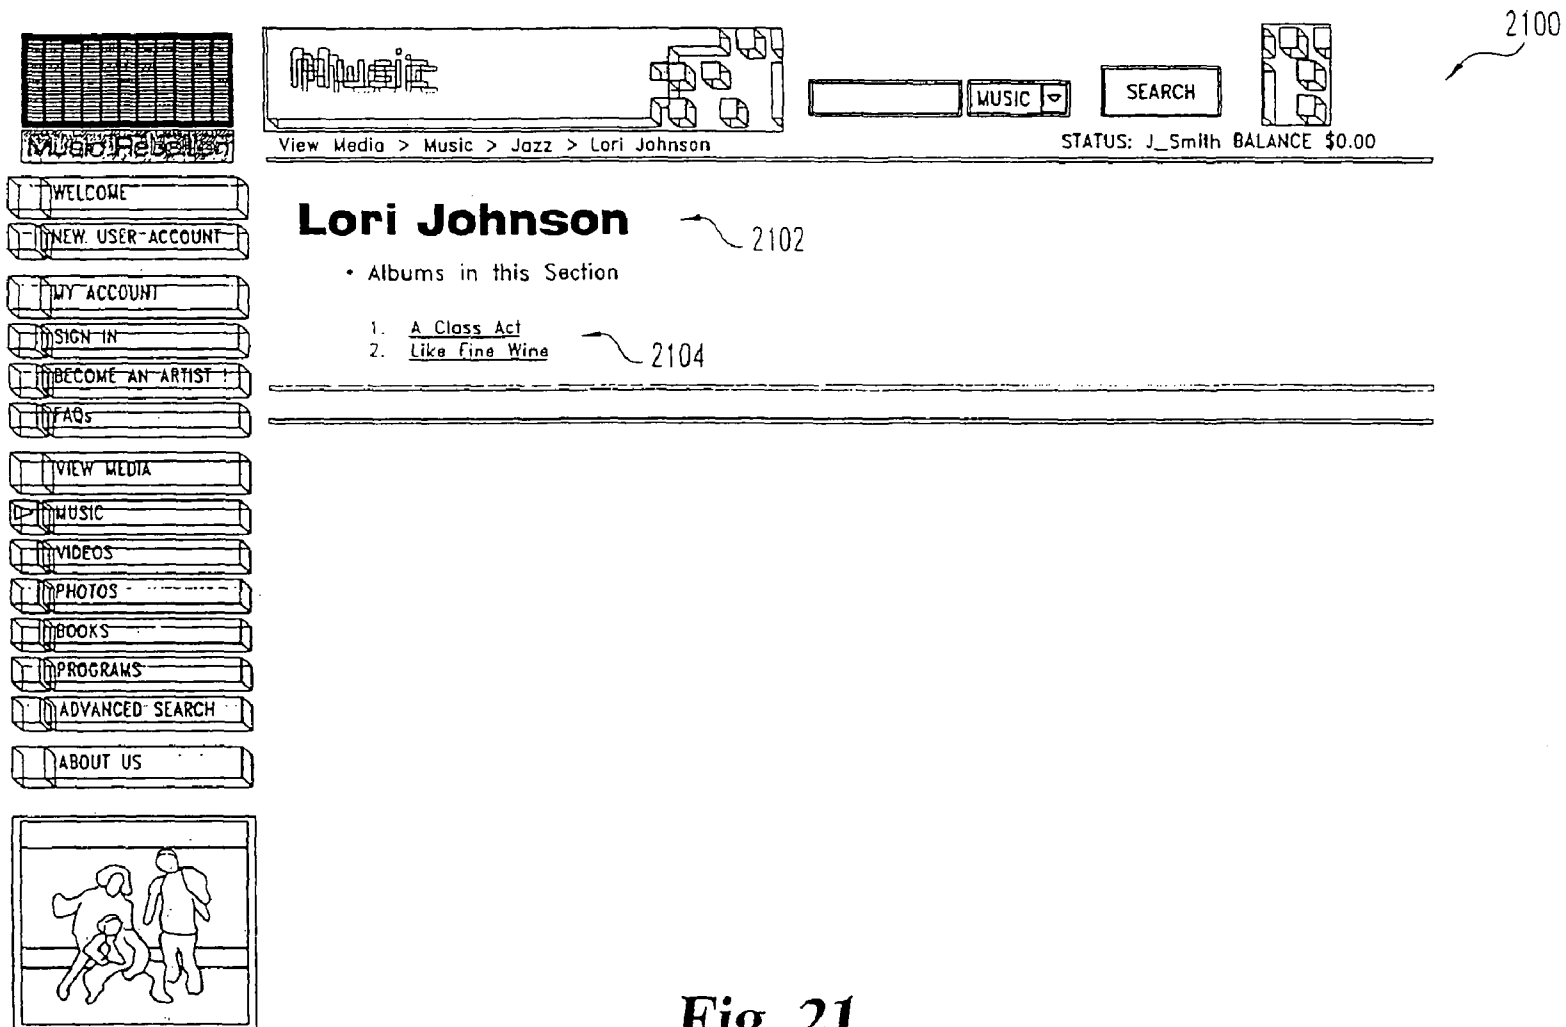 2100
Music
MUSIC
SEARCH
Music Rebellion
View Media > Music > Jazz > Lori Johnson
STATUS: J_Smith BALANCE $0.00
WELCOME
NEW USER ACCOUNT
MY ACCOUNT
SIGN IN
BECOME AN ARTIST !
FAQs
VIEW MEDIA
MUSIC
VIDEOS
PHOTOS
BOOKS
PROGRAMS
ADVANCED SEARCH
ABOUT US
Lori Johnson
2102
• Albums in this Section
1. A Class Act
2. Like Fine Wine
2104
Fig. 21